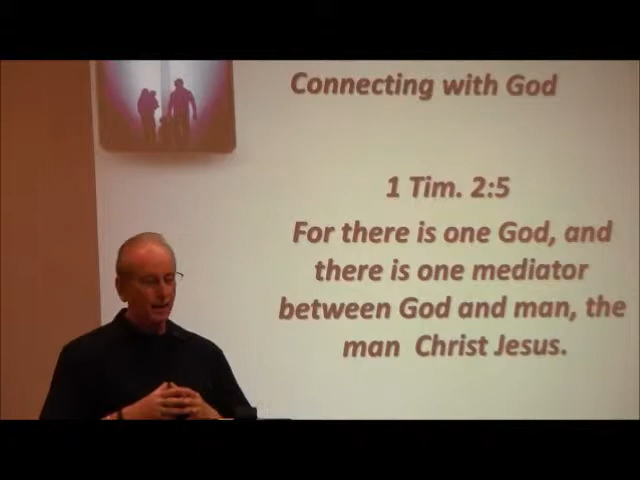 Connecting with God
1 Tim. 2:5
For there is one God, and
there is one mediator
between God and man, the
man Christ Jesus.